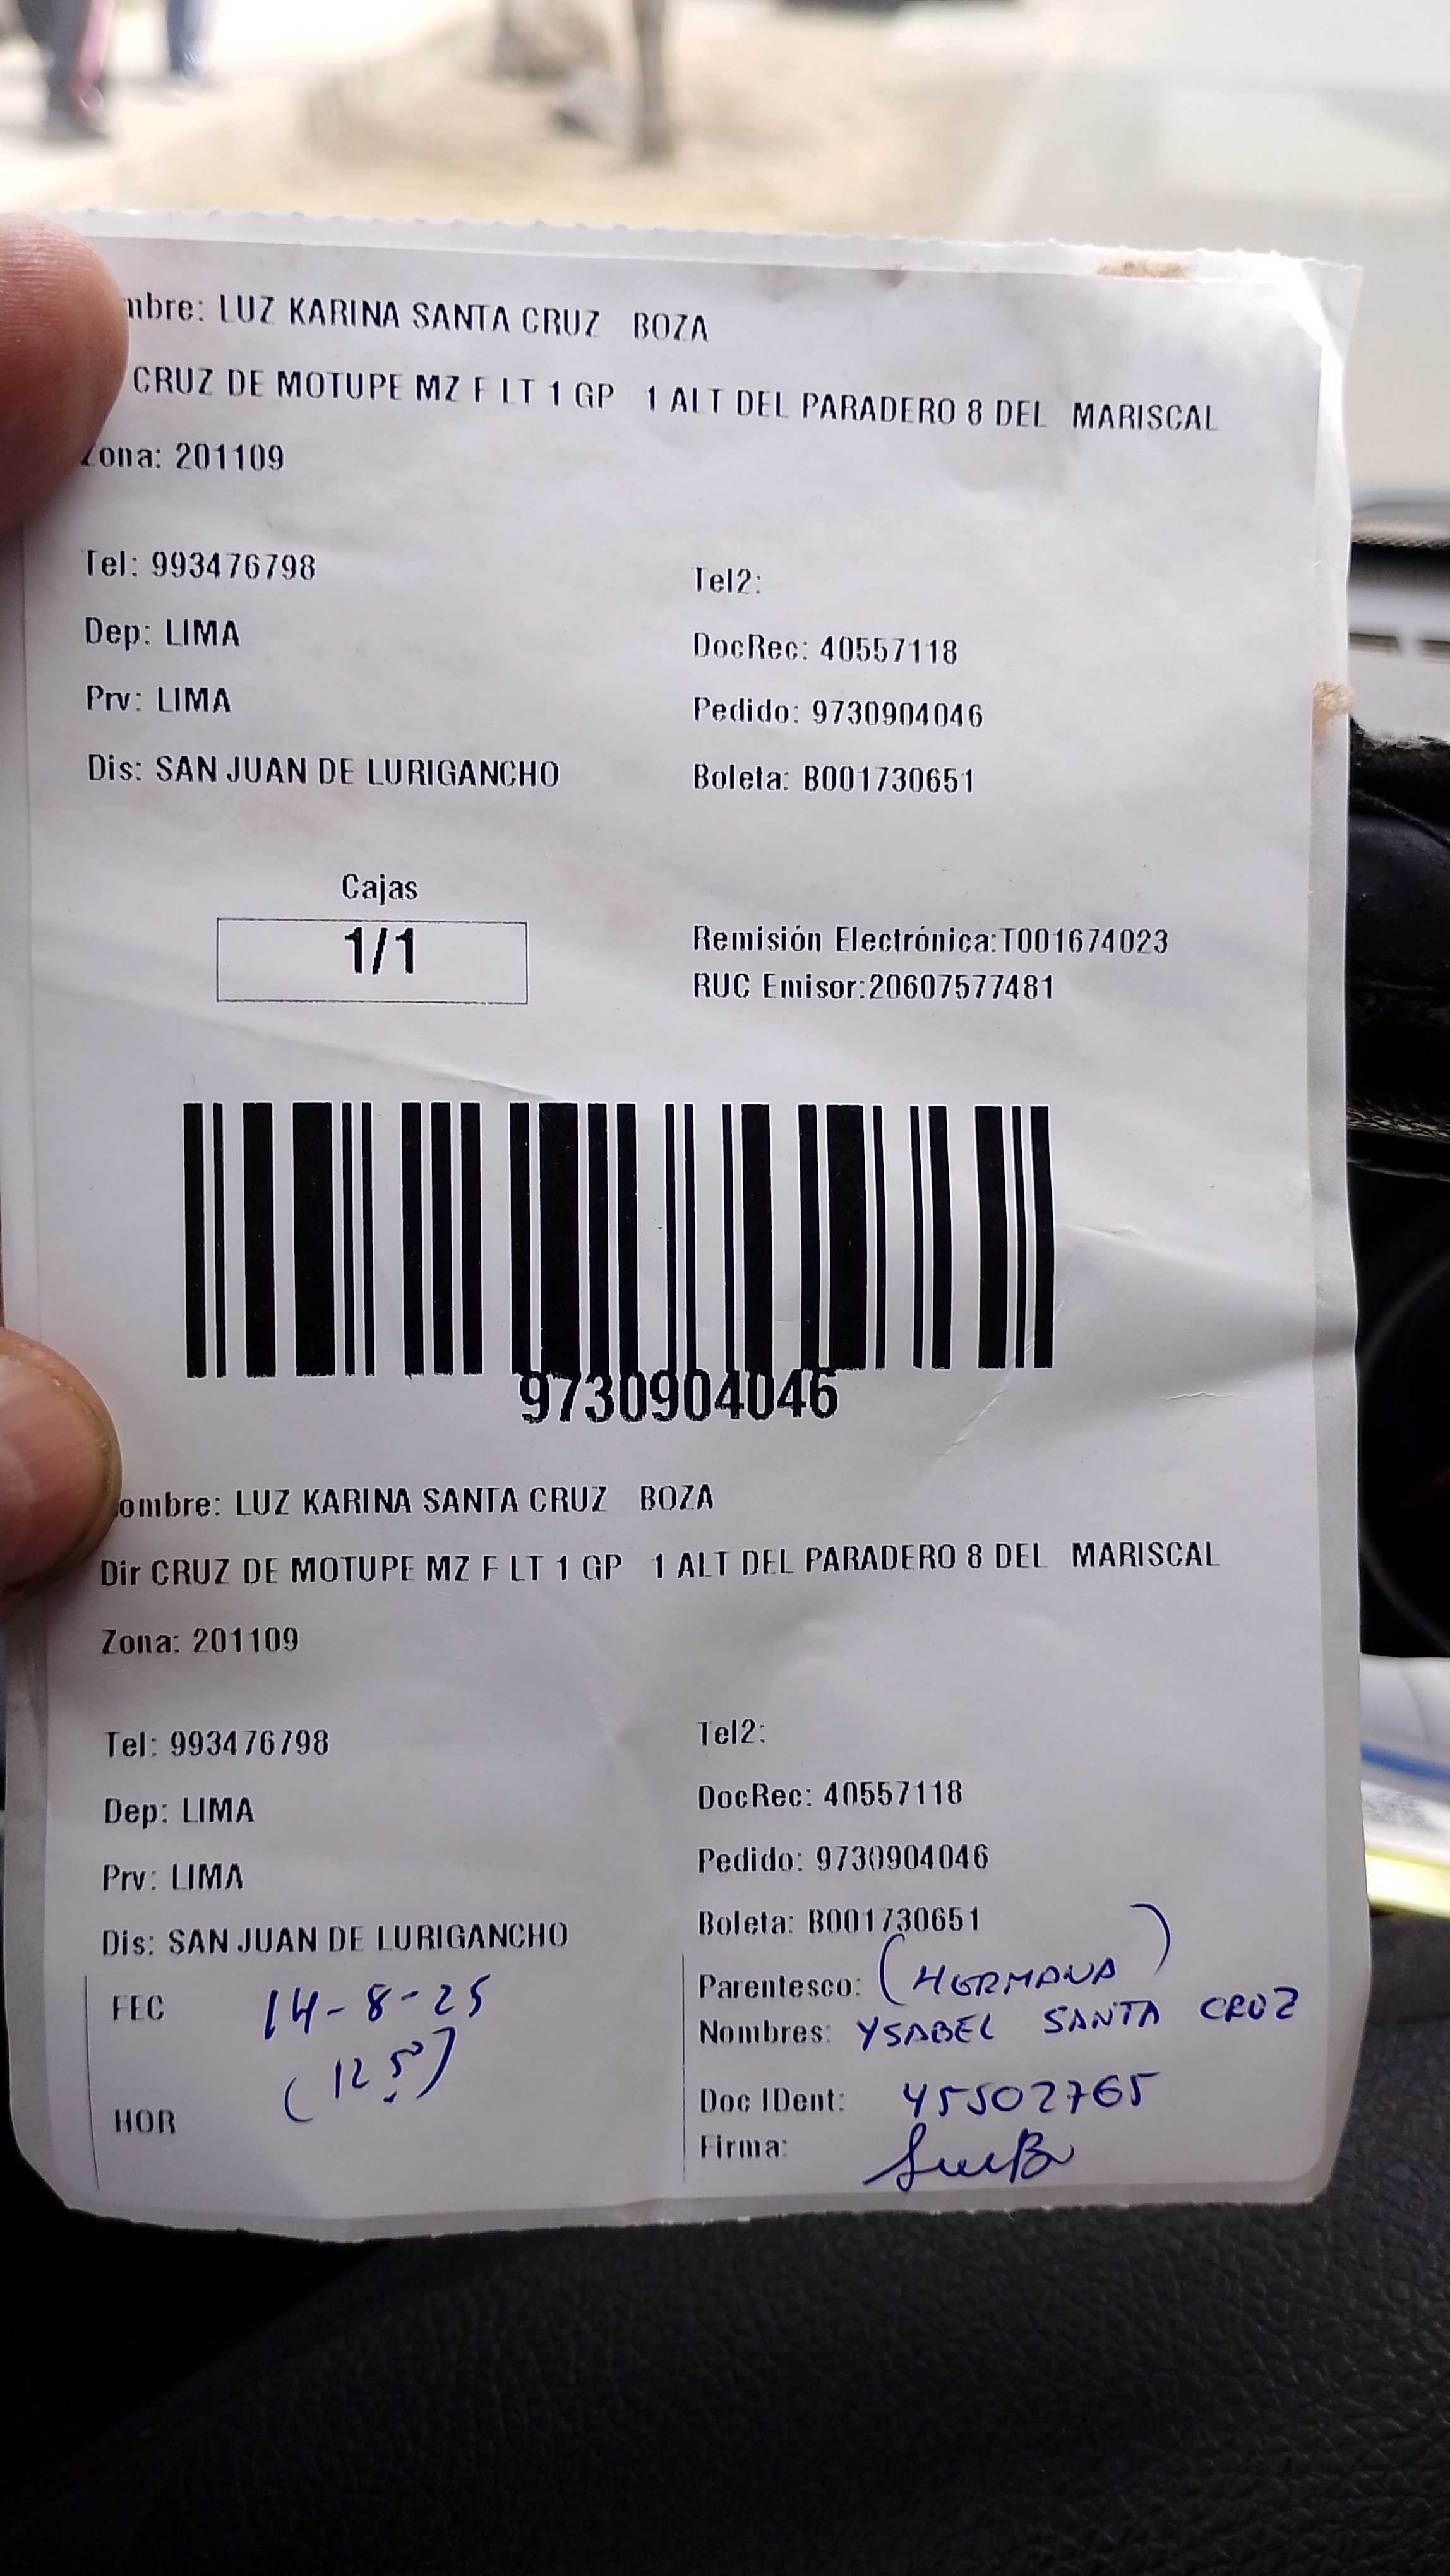 mbre: LUZ KARINA SANTA CRUZ BOZA
CRUZ DE MOTUPE MZ F LT 1 GP 1 ALT DEL PARADERO 8 DEL MARISCAL
Zona: 201109
Tel: 993476798 Tel2:
Dep: LIMA DocRec: 40557118
Prv: LIMA Pedido: 9730904046
Dis: SAN JUAN DE LURIGANCHO Boleta: B001730651
Cajas
1/1
Remisión Electrónica:T001674023
RUC Emisor:20607577481
9730904046
ombre: LUZ KARINA SANTA CRUZ BOZA
Dir CRUZ DE MOTUPE MZ F LT 1 GP 1 ALT DEL PARADERO 8 DEL MARISCAL
Zona: 201109
Tel: 993476798 Tel2:
Dep: LIMA DocRec: 40557118
Prv: LIMA Pedido: 9730904046
Dis: SAN JUAN DE LURIGANCHO Boleta: B001730651
FEC 14-8-25
(12 50)
HOR
Parentesco: (HERMANA)
Nombres: YSABEL SANTA CRUZ
Doc IDent: 45502765
Firma: